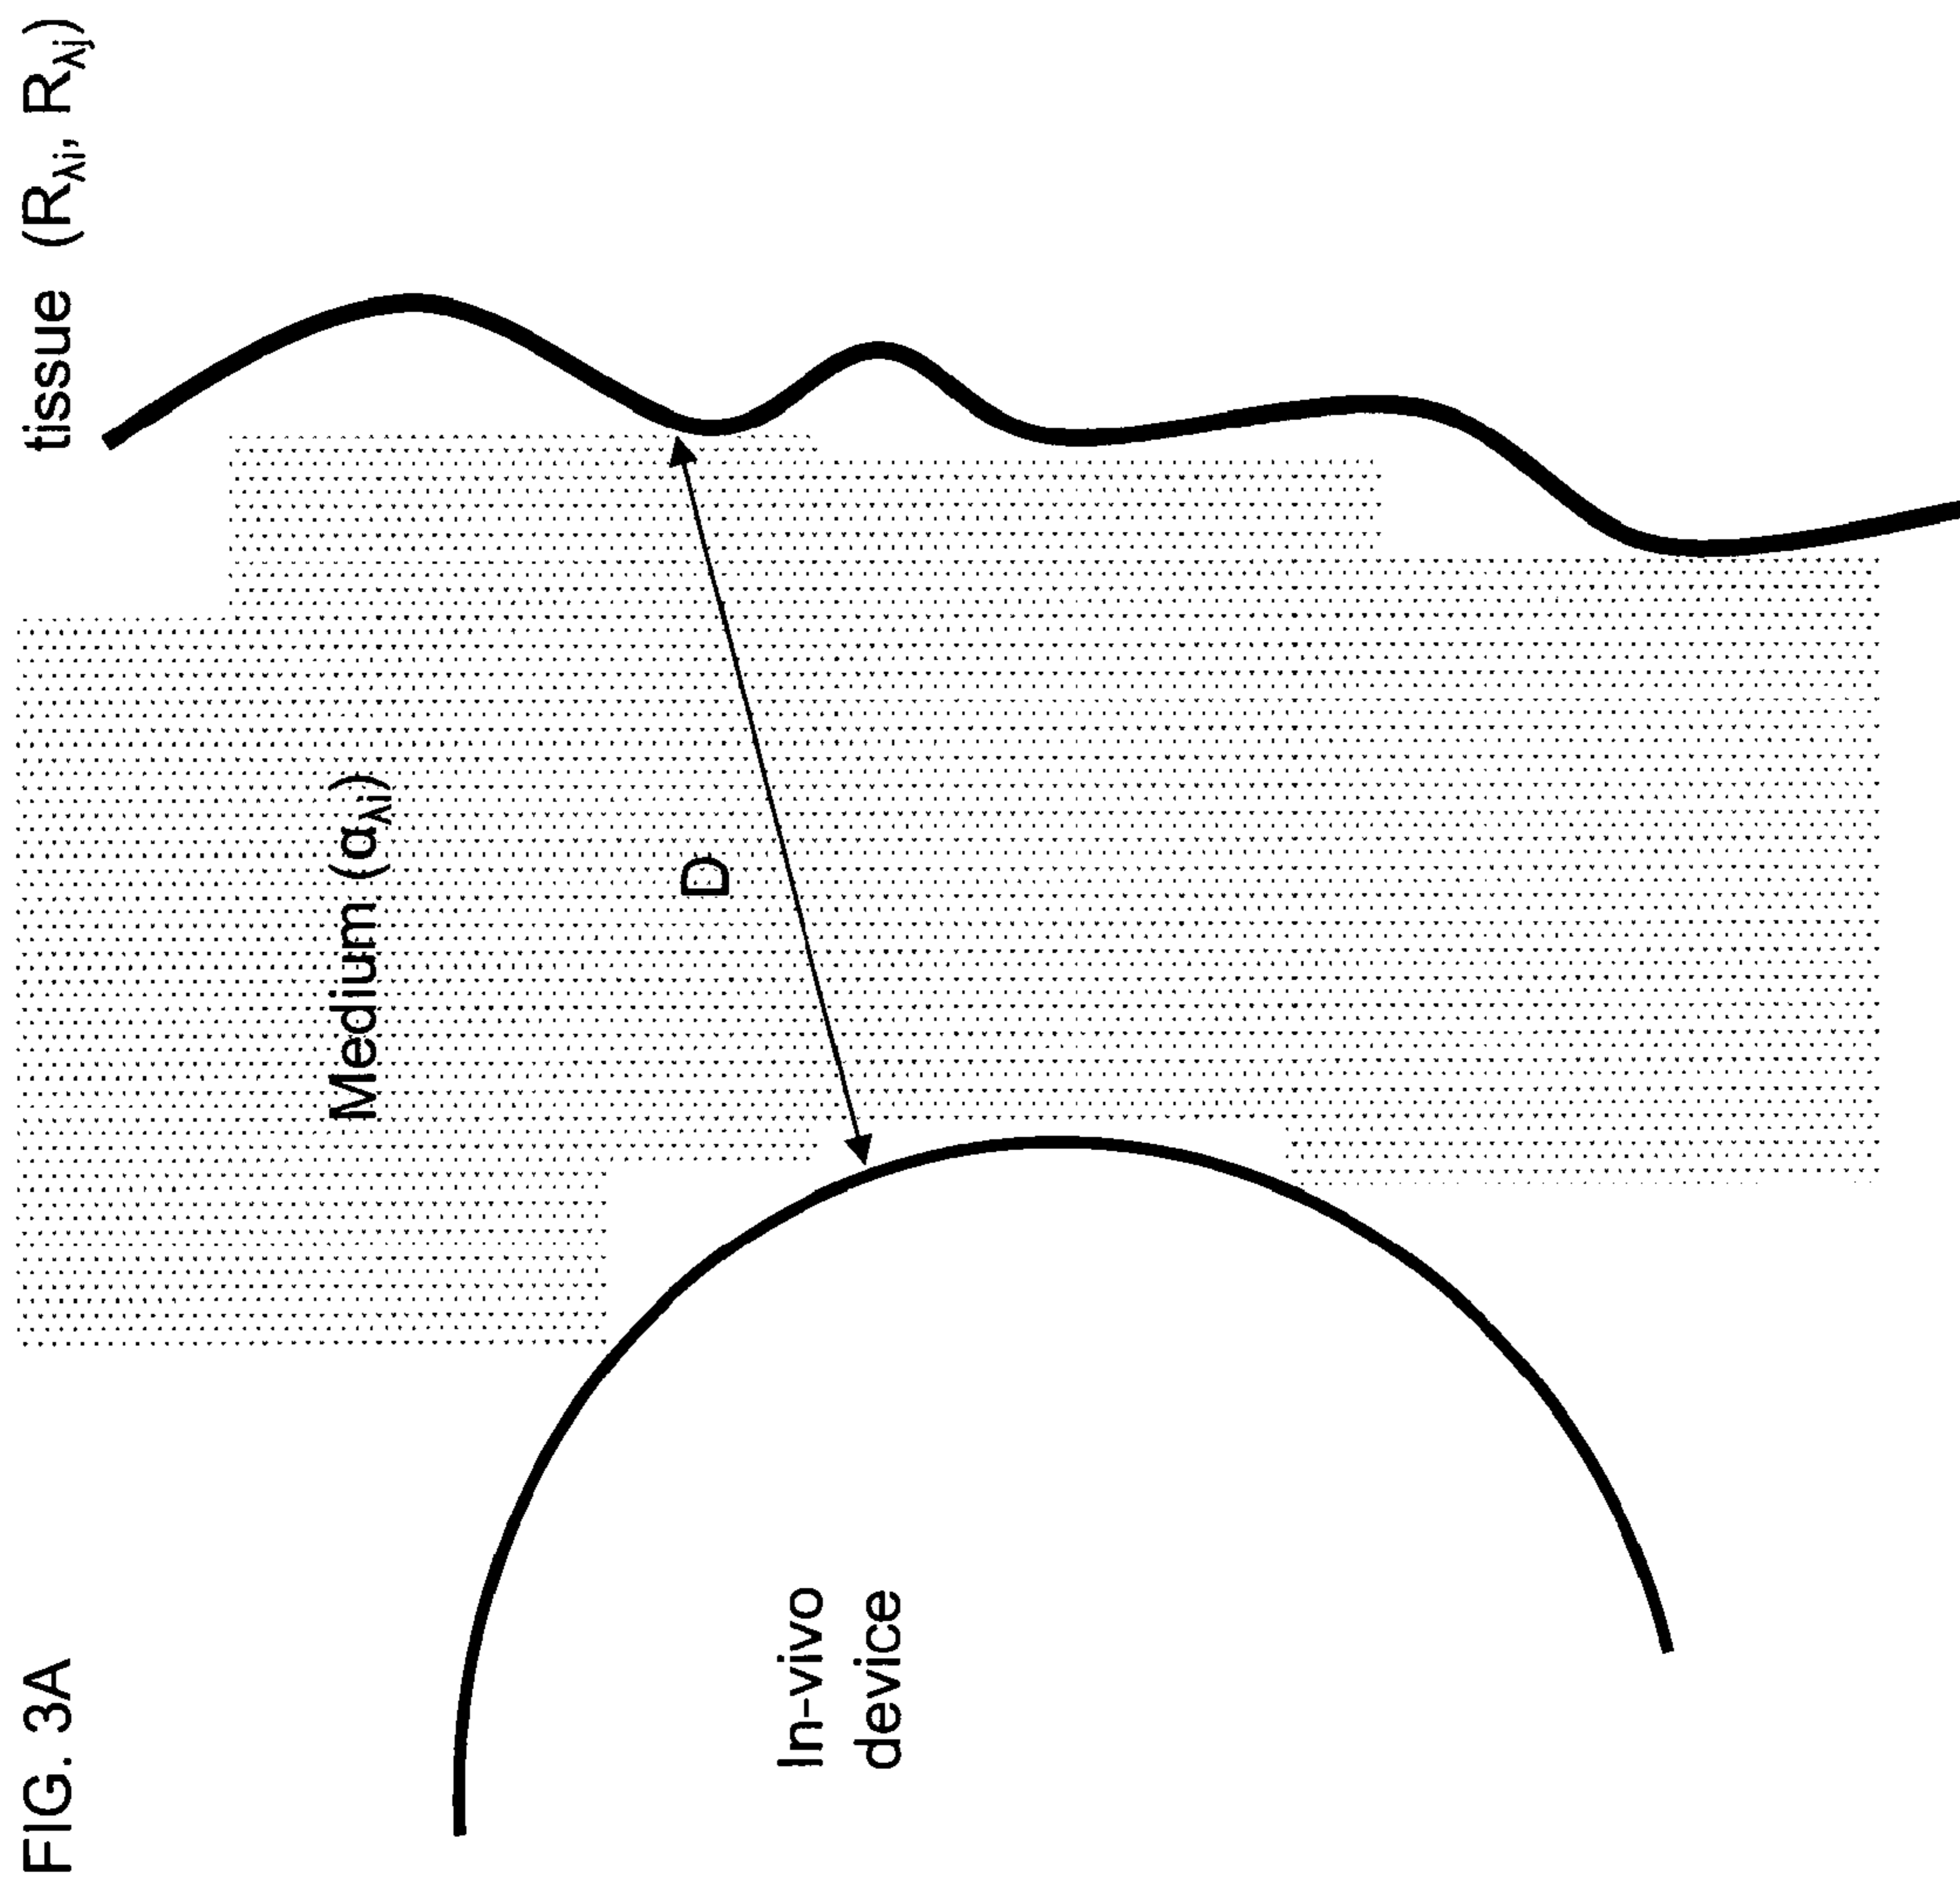 FIG. 3A
tissue (Rλi, Rλj)
Medium (αλi)
D
In-vivo
device